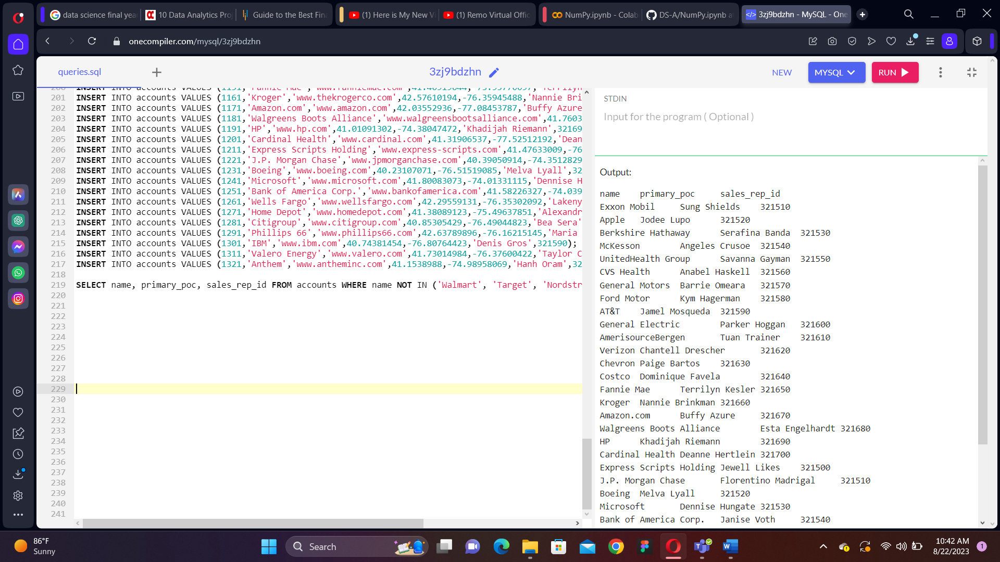 data science final yea
10 Data Analytics Proj
Guide to the Best Fina
(1) Here is My New Vi
(1) Remo Virtual Offic
NumPy.ipynb - Colab
DS-A/NumPy.ipynb a
3zj9bdzhn - MySQL - One
onecompiler.com/mysql/3zj9bdzhn
queries.sql
3zj9bdzhn
NEW
MYSQL
RUN
201 INSERT INTO accounts VALUES (1161,'Kroger','www.thekrogerco.com',42.57610194,-76.35945488,'Nannie Bri
202 INSERT INTO accounts VALUES (1171,'Amazon.com','www.amazon.com',42.03552936,-77.08453787,'Buffy Azure
203 INSERT INTO accounts VALUES (1181,'Walgreens Boots Alliance','www.walgreensbootsalliance.com',41.7603
204 INSERT INTO accounts VALUES (1191,'HP','www.hp.com',41.01091302,-74.38047472,'Khadijah Riemann',32169
205 INSERT INTO accounts VALUES (1201,'Cardinal Health','www.cardinal.com',41.31906537,-77.52512192,'Dean
206 INSERT INTO accounts VALUES (1211,'Express Scripts Holding','www.express-scripts.com',41.47633009,-76
207 INSERT INTO accounts VALUES (1221,'J.P. Morgan Chase','www.jpmorganchase.com',40.39050914,-74.3512829
208 INSERT INTO accounts VALUES (1231,'Boeing','www.boeing.com',40.23107071,-76.51519085,'Melva Lyall',32
209 INSERT INTO accounts VALUES (1241,'Microsoft','www.microsoft.com',41.80083073,-74.01331115,'Dennise H
210 INSERT INTO accounts VALUES (1251,'Bank of America Corp.','www.bankofamerica.com',41.58226327,-74.039
211 INSERT INTO accounts VALUES (1261,'Wells Fargo','www.wellsfargo.com',42.29559131,-76.35302092,'Lakeny
212 INSERT INTO accounts VALUES (1271,'Home Depot','www.homedepot.com',41.38089123,-75.49637851,'Alexandr
213 INSERT INTO accounts VALUES (1281,'Citigroup','www.citigroup.com',40.85305429,-76.49044823,'Bea Sera'
214 INSERT INTO accounts VALUES (1291,'Phillips 66','www.phillips66.com',42.63789896,-76.16215145,'Maria
215 INSERT INTO accounts VALUES (1301,'IBM','www.ibm.com',40.74381454,-76.80764423,'Denis Gros',321590);
216 INSERT INTO accounts VALUES (1311,'Valero Energy','www.valero.com',41.73014984,-76.37600422,'Taylor C
217 INSERT INTO accounts VALUES (1321,'Anthem','www.antheminc.com',41.1538988,-74.98958069,'Hanh Oram',32
218
219 SELECT name, primary_poc, sales_rep_id FROM accounts WHERE name NOT IN ('Walmart', 'Target', 'Nordstr
220
221
222
223
224
225
226
227
228
229
230
231
232
233
234
235
236
237
238
239
240
241
STDIN
Input for the program ( Optional )
Output:
name primary_poc sales_rep_id
Exxon Mobil Sung Shields 321510
Apple Jodee Lupo 321520
Berkshire Hathaway Serafina Banda 321530
McKesson Angeles Crusoe 321540
UnitedHealth Group Savanna Gayman 321550
CVS Health Anabel Haskell 321560
General Motors Barrie Omeara 321570
Ford Motor Kym Hagerman 321580
AT&T Jamel Mosqueda 321590
General Electric Parker Hoggan 321600
AmerisourceBergen Tuan Trainer 321610
Verizon Chantell Drescher 321620
Chevron Paige Bartos 321630
Costco Dominique Favela 321640
Fannie Mae Terrilyn Kesler 321650
Kroger Nannie Brinkman 321660
Amazon.com Buffy Azure 321670
Walgreens Boots Alliance Esta Engelhardt 321680
HP Khadijah Riemann 321690
Cardinal Health Deanne Hertlein 321700
Express Scripts Holding Jewell Likes 321500
J.P. Morgan Chase Florentino Madrigal 321510
Boeing Melva Lyall 321520
Microsoft Dennise Hungate 321530
Bank of America Corp. Janise Voth 321540
86°F
Sunny
Search
10:42 AM
8/22/2023
1